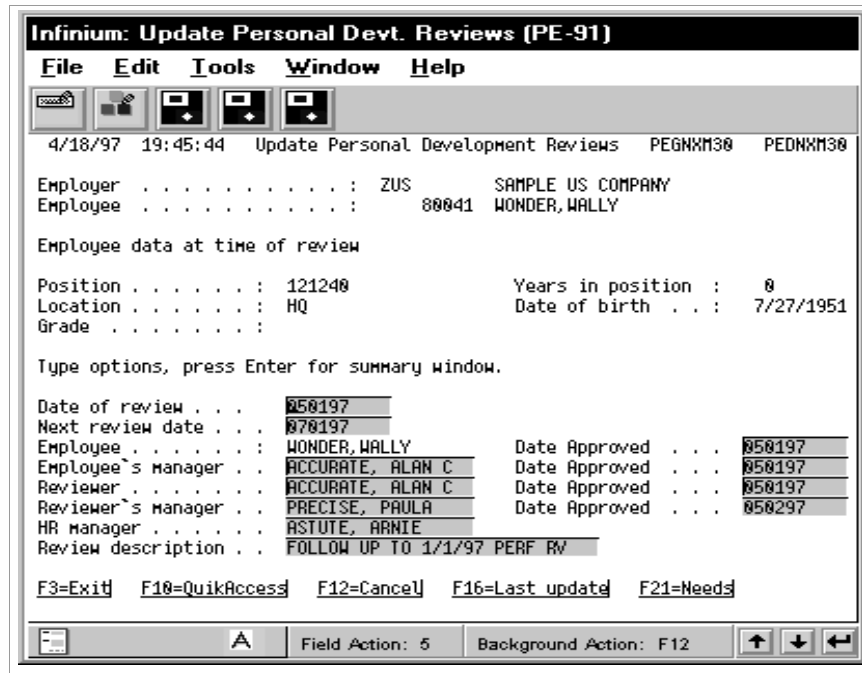 Infinium: Update Personal Devt. Reviews (PE-91)
File Edit Tools Window Help
4/18/97 19:45:44 Update Personal Development Reviews PEGNXM30 PEDNXM30
Employer . . . . . . . . . . . : ZUS SAMPLE US COMPANY
Employee . . . . . . . . . . . : 80041 WONDER,WALLY
Employee data at time of review
Position . . . . . . : 121240 Years in position : 0
Location . . . . . . : HQ Date of birth . . : 7/27/1951
Grade . . . . . . . :
Type options, press Enter for summary window.
Date of review . . . 050197
Next review date . . . 070197
Employee . . . . . . : WONDER,WALLY Date Approved . . . 050197
Employee`s manager . . ACCURATE, ALAN C Date Approved . . . 050197
Reviewer . . . . . . . ACCURATE, ALAN C Date Approved . . . 050197
Reviewer`s manager . . PRECISE, PAULA Date Approved . . . 050297
HR manager . . . . . . ASTUTE, ARNIE
Review description . . FOLLOW UP TO 1/1/97 PERF RV
F3=Exit F10=QuikAccess F12=Cancel F16=Last update F21=Needs
A Field Action: 5 Background Action: F12